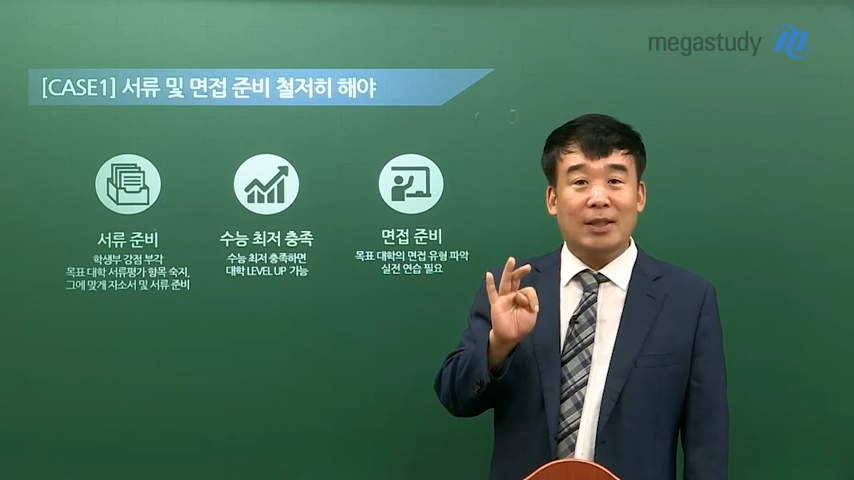 megastudy
[CASE1] 서류 및 면접 준비 철저히 해야
서류 준비
학생부 강점 부각
목표 대학 서류평가 항목 숙지,
그에 맞게 자소서 및 서류 준비
수능 최저 충족
수능 최저 충족하면
대학 LEVEL UP 가능
면접 준비
목표 대학의 면접 유형 파악
실전 연습 필요